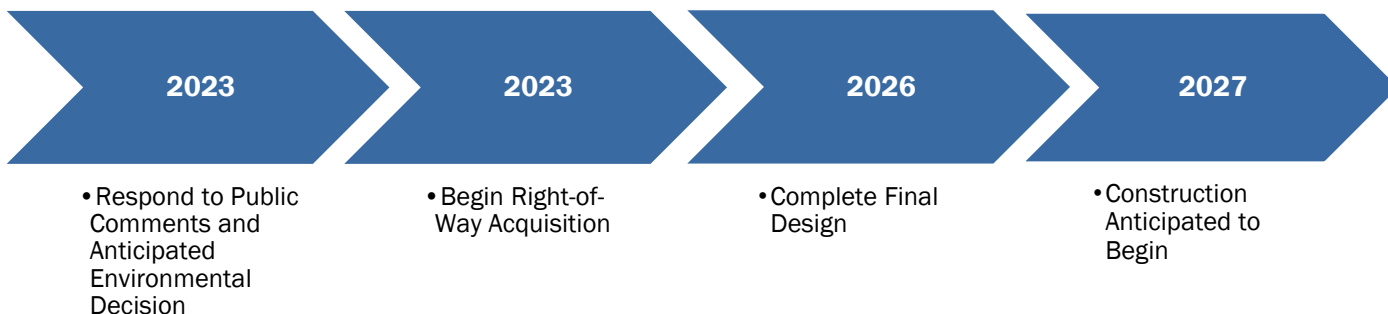 2023
2023
2026
2027
•Respond to Public
Comments and
Anticipated
Environmental
Decision
•Begin Right-of-
Way Acquisition
•Complete Final
Design
•Construction
Anticipated to
Begin